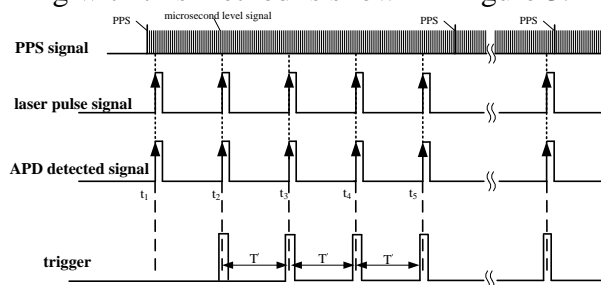 PPS microsecond level signal PPS PPS
PPS signal
laser pulse signal
APD detected signal
t1 t2 t3 t4 t5
T' T' T'
trigger